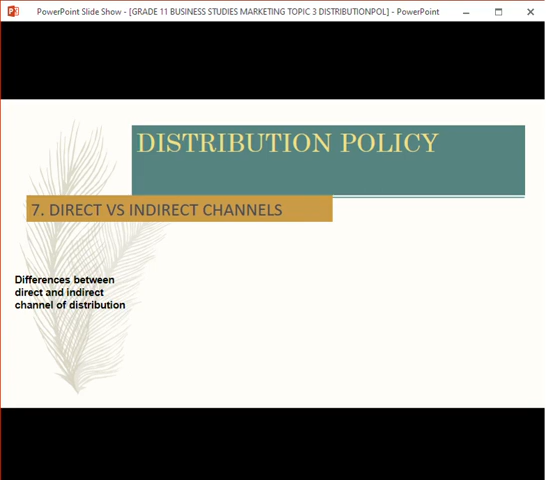 PowerPoint Slide Show - [GRADE 11 BUSINESS STUDIES MARKETING TOPIC 3 DISTRIBUTIONPOL] - PowerPoint
DISTRIBUTION POLICY
7. DIRECT VS INDIRECT CHANNELS
Differences between
direct and indirect
channel of distribution